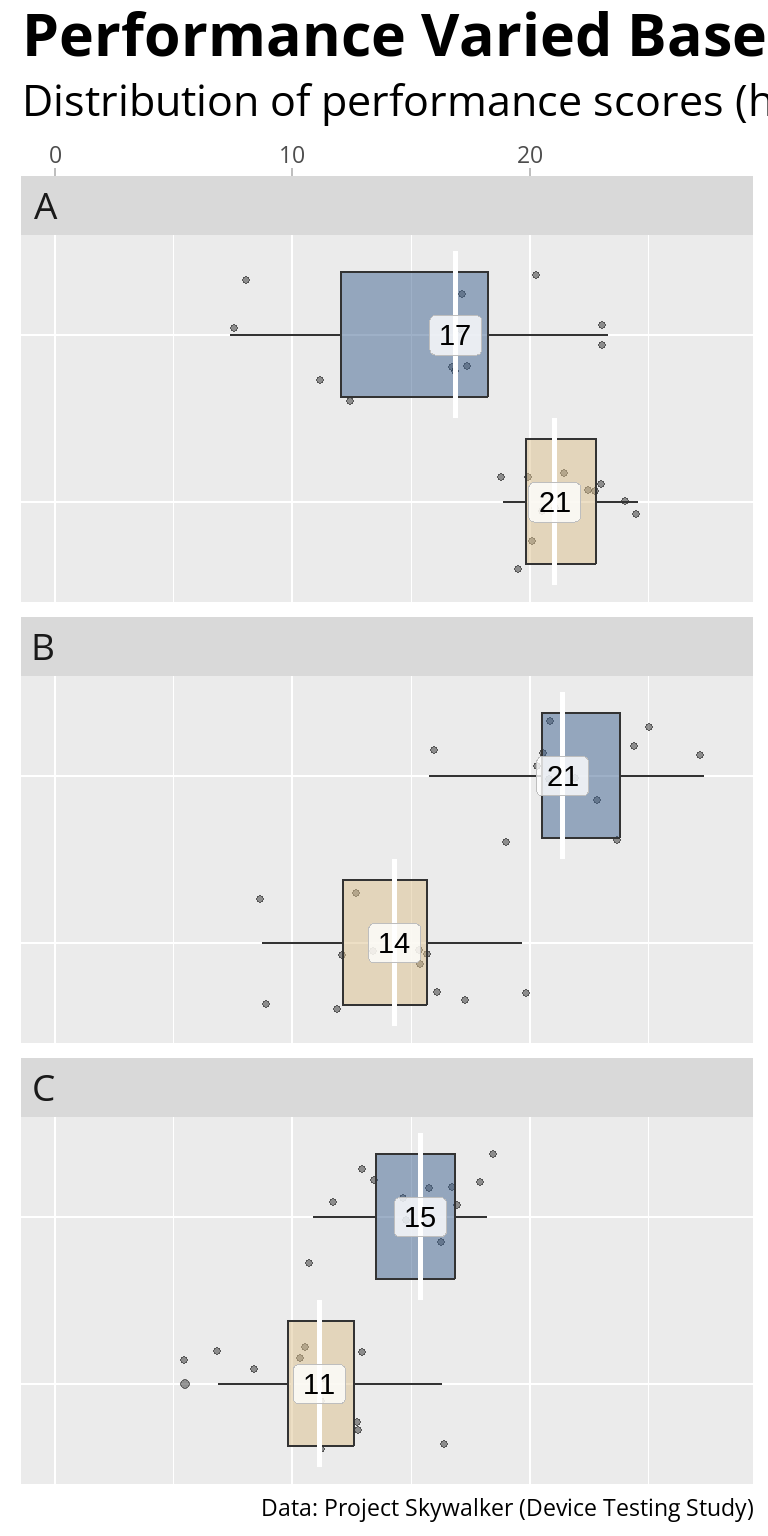 Performance Varied Base
Distribution of performance scores (h
0 10 20
A
17
21
B
21
14
C
15
11
Data: Project Skywalker (Device Testing Study)